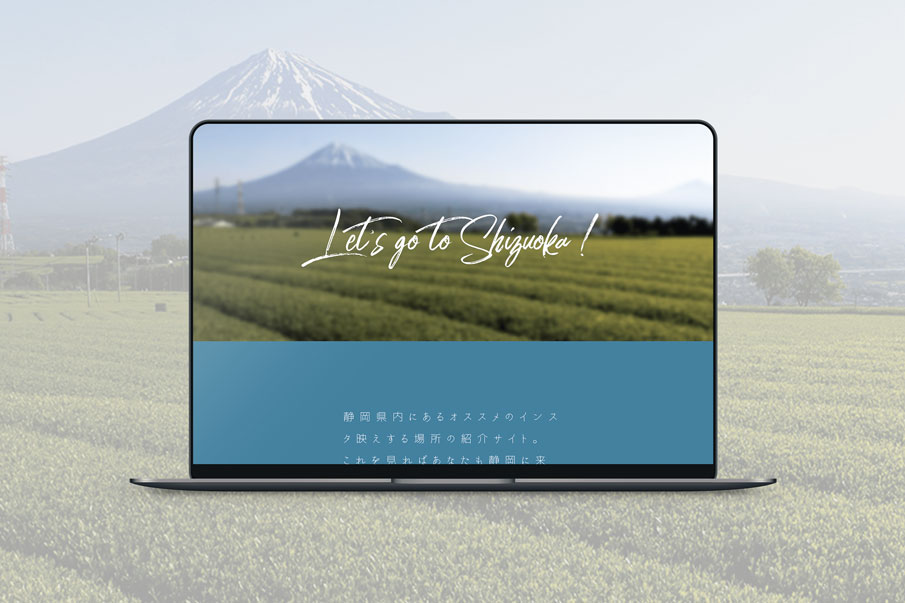 Let's go to Shizuoka!
静岡県内にあるオススメのインス
タ映えする場所の紹介サイト。
これを見ればあなたも静岡に来